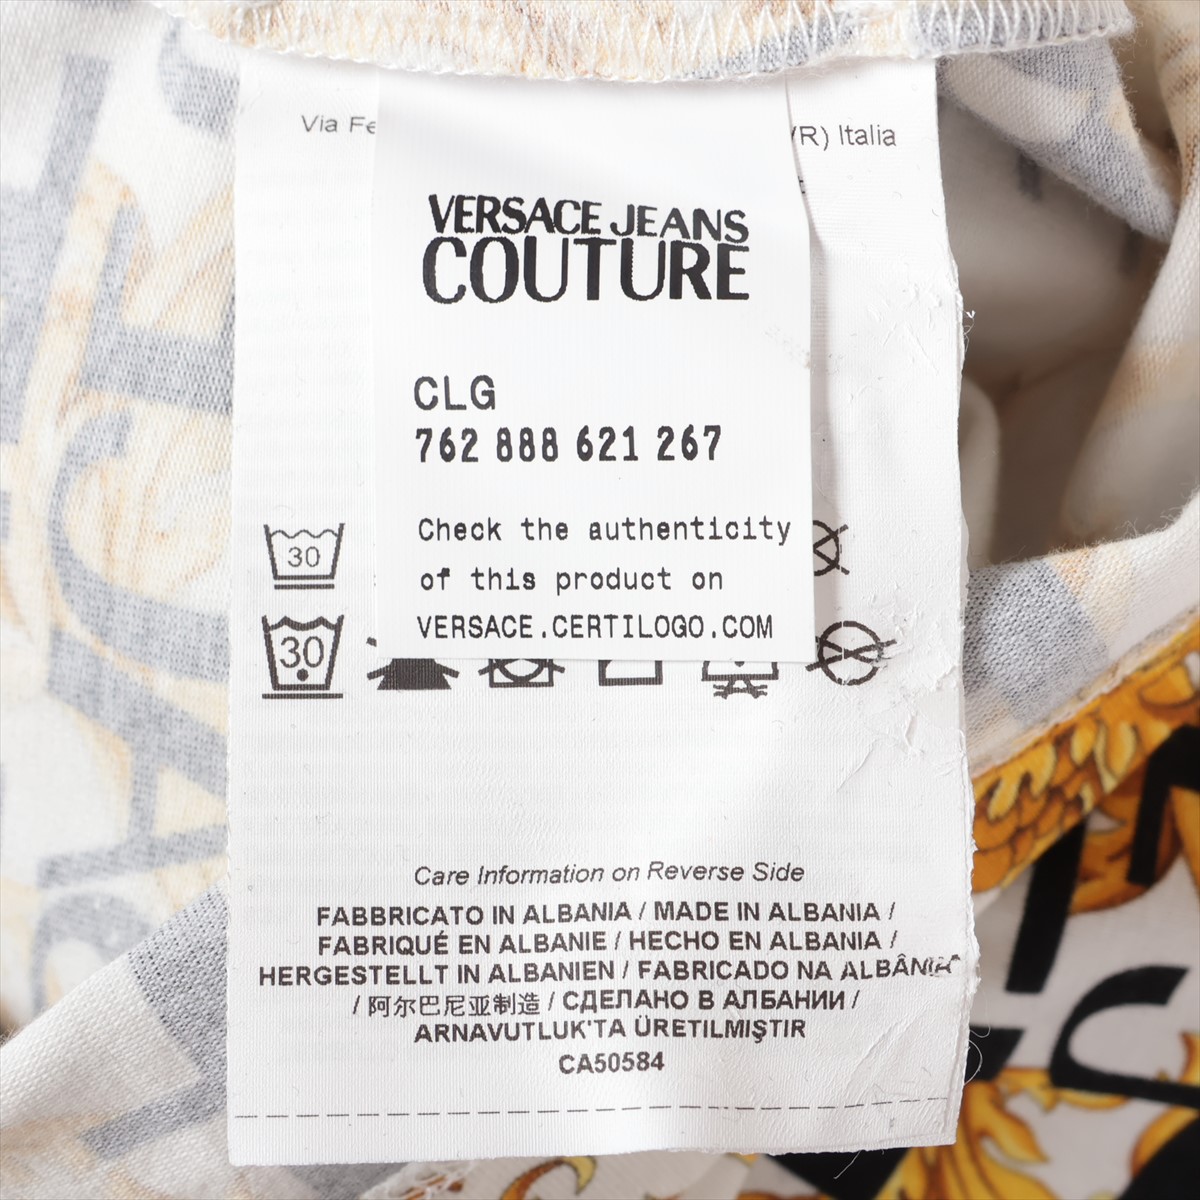 Via
(VR) Italia
VERSACE JEANS
COUTURE
CLG
762 888 621 267
Check the authenticity
of this product on
VERSACE.CERTILOGO.COM
30
30
Care Information on Reverse Side
FABBRICATO IN ALBANIA / MADE IN ALBANIA /
FABRIQUÉ EN ALBANIE / HECHO EN ALBANIA /
HERGESTELLT IN ALBANIEN / FABRICADO NA ALBÂNIA
/ 阿尔巴尼亚制造 / СДЕЛАНО В АЛБАНИИ /
ARNAVUTLUK'TA ÜRETILMIŞTIR
CA50584